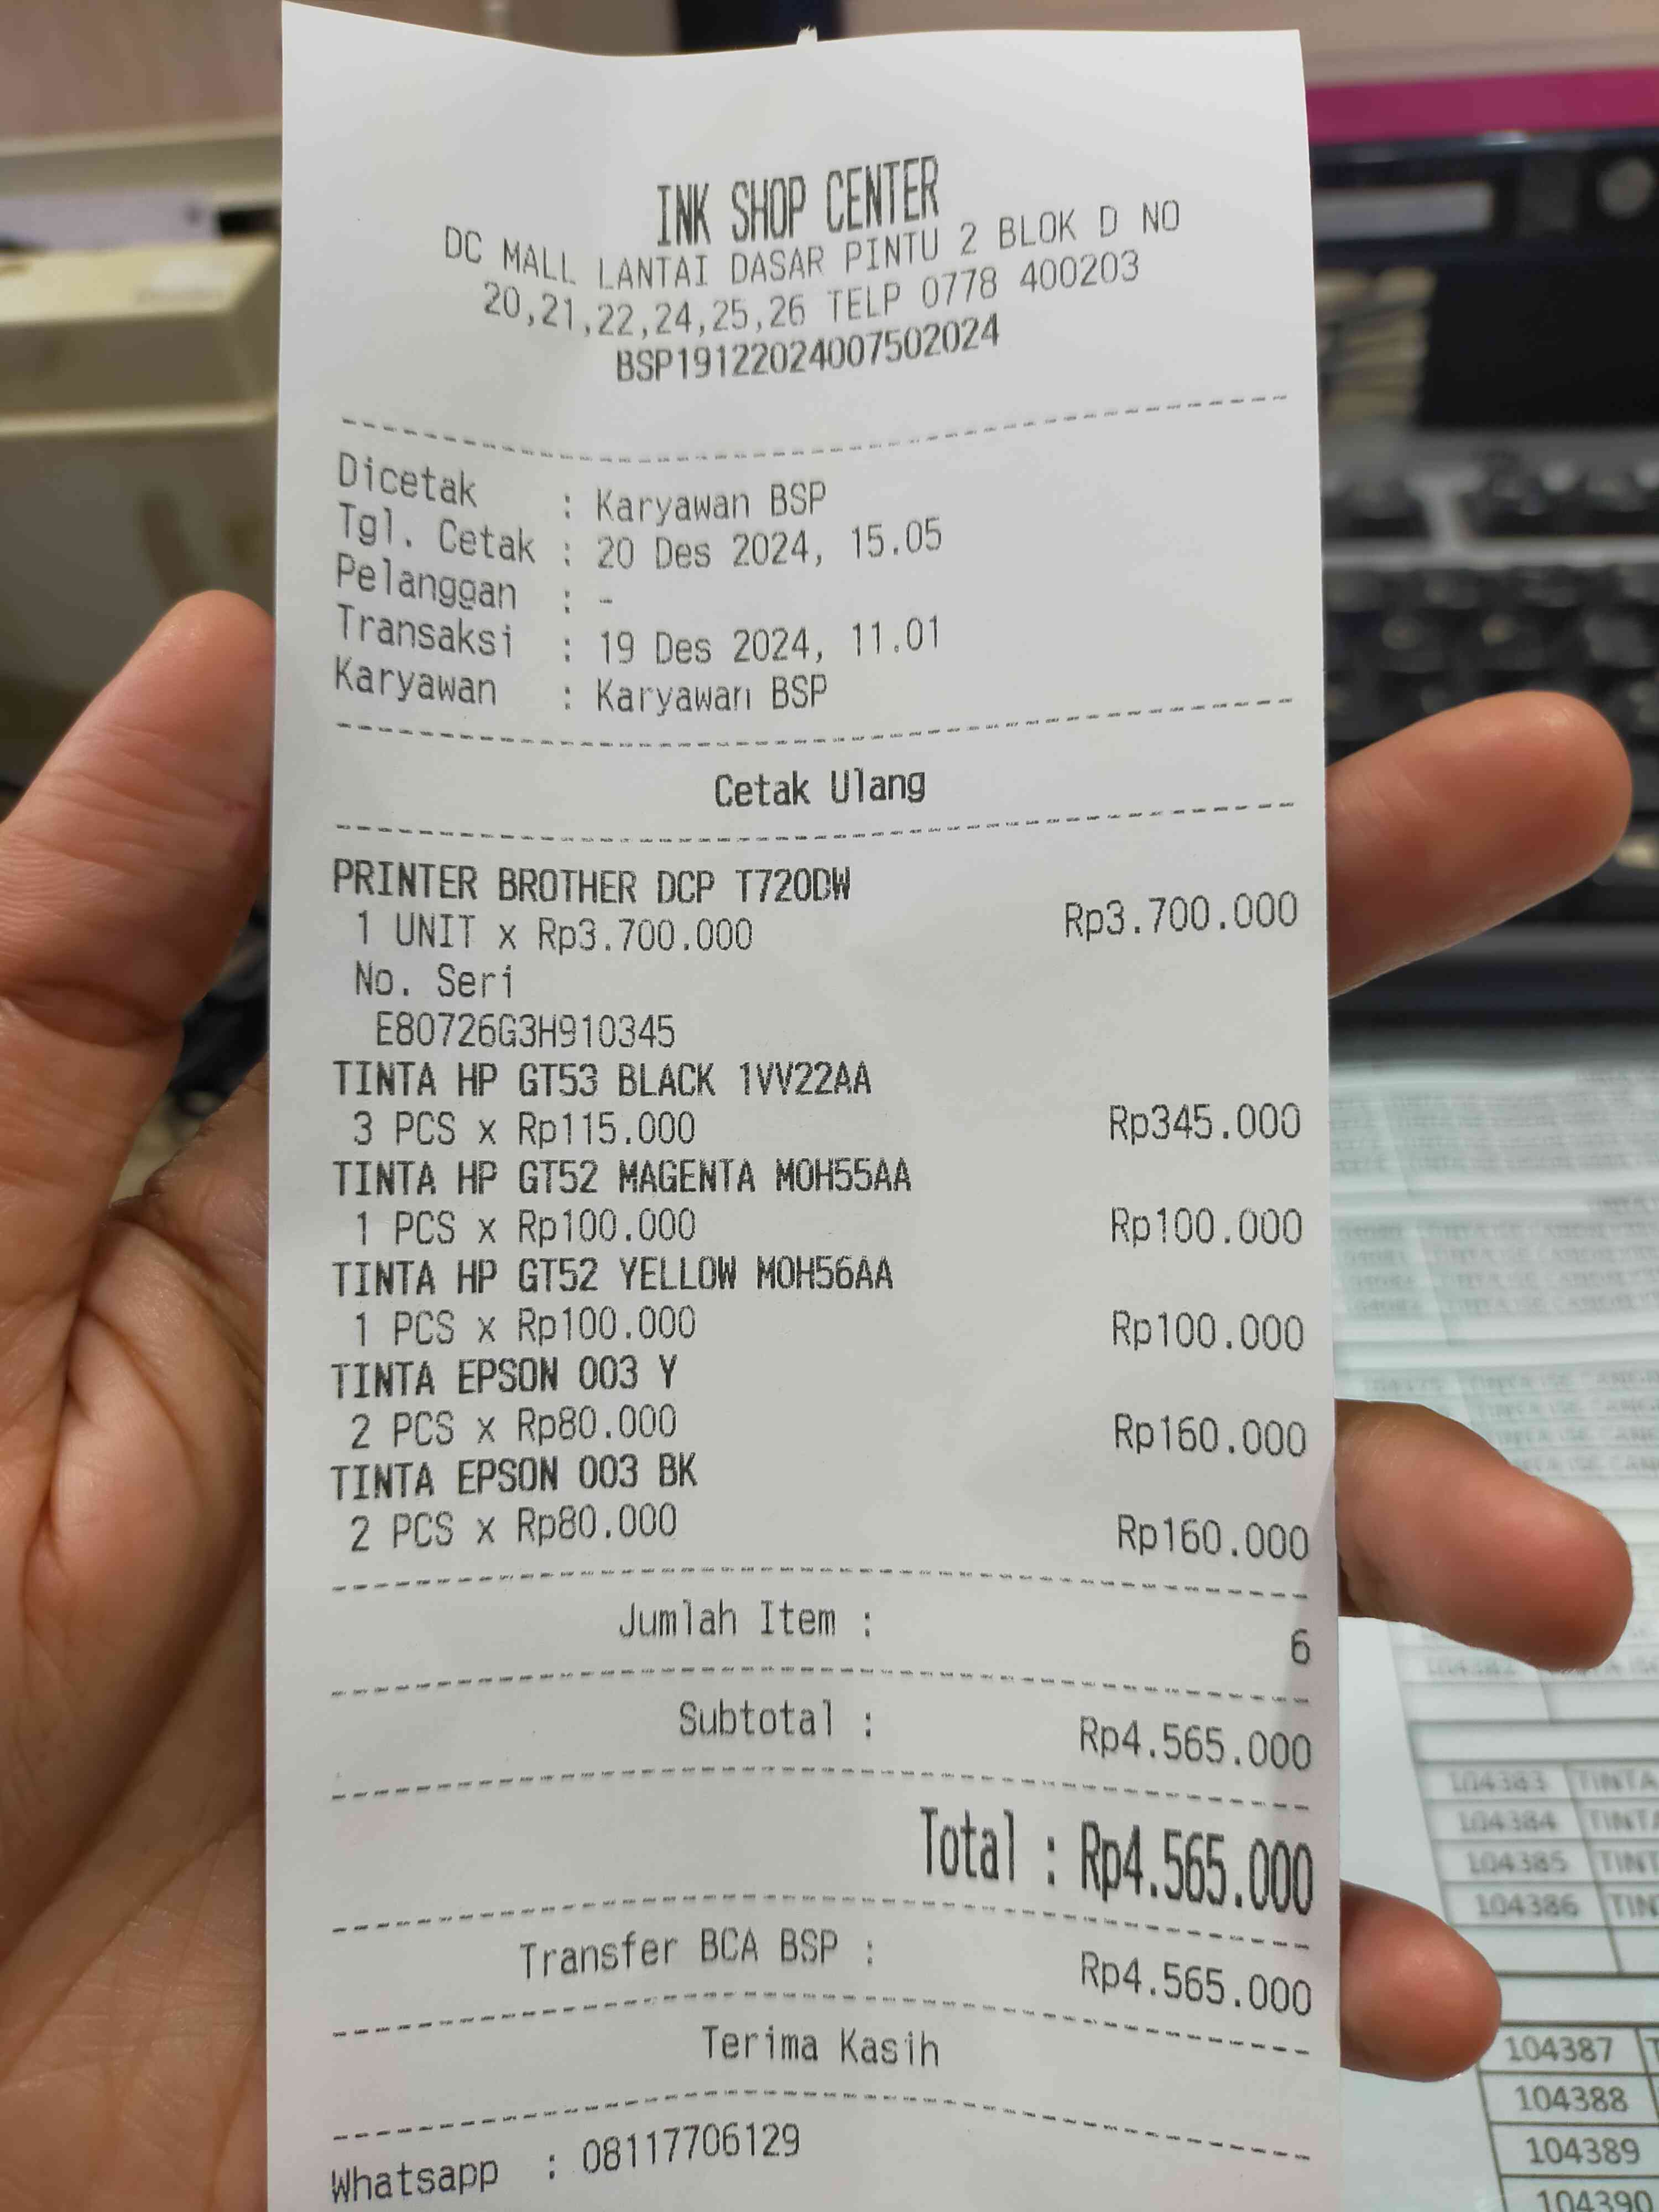 INK SHOP CENTER
DC MALL LANTAI DASAR PINTU 2 BLOK D NO
20,21,22,24,25,26 TELP 0778 400203
BSP19122024007502024
Dicetak : Karyawan BSP
Tgl. Cetak : 20 Des 2024, 15.05
Pelanggan : -
Transaksi : 19 Des 2024, 11.01
Karyawan : Karyawan BSP
Cetak Ulang
PRINTER BROTHER DCP T720DW
1 UNIT x Rp3.700.000 Rp3.700.000
No. Seri
E80726G3H910345
TINTA HP GT53 BLACK 1VV22AA
3 PCS x Rp115.000 Rp345.000
TINTA HP GT52 MAGENTA M0H55AA
1 PCS x Rp100.000 Rp100.000
TINTA HP GT52 YELLOW M0H56AA
1 PCS x Rp100.000 Rp100.000
TINTA EPSON 003 Y
2 PCS x Rp80.000 Rp160.000
TINTA EPSON 003 BK
2 PCS x Rp80.000 Rp160.000
Jumlah Item : 6
Subtotal : Rp4.565.000
Total : Rp4.565.000
Transfer BCA BSP : Rp4.565.000
Terima Kasih
Whatsapp : 08117706129
104383 TINTA
104384 TINTA
104385 TINT
104386 TIN
104387 T
104388
104389
104390